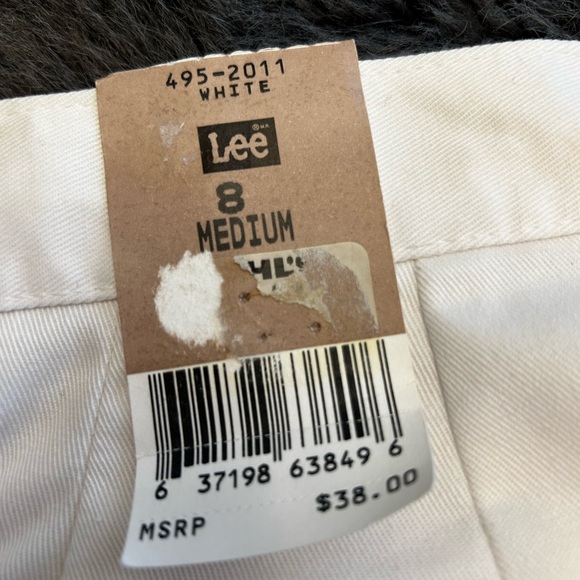 495-2011
WHITE
Lee
8
MEDIUM
6 37198 63849 6
MSRP $38.00